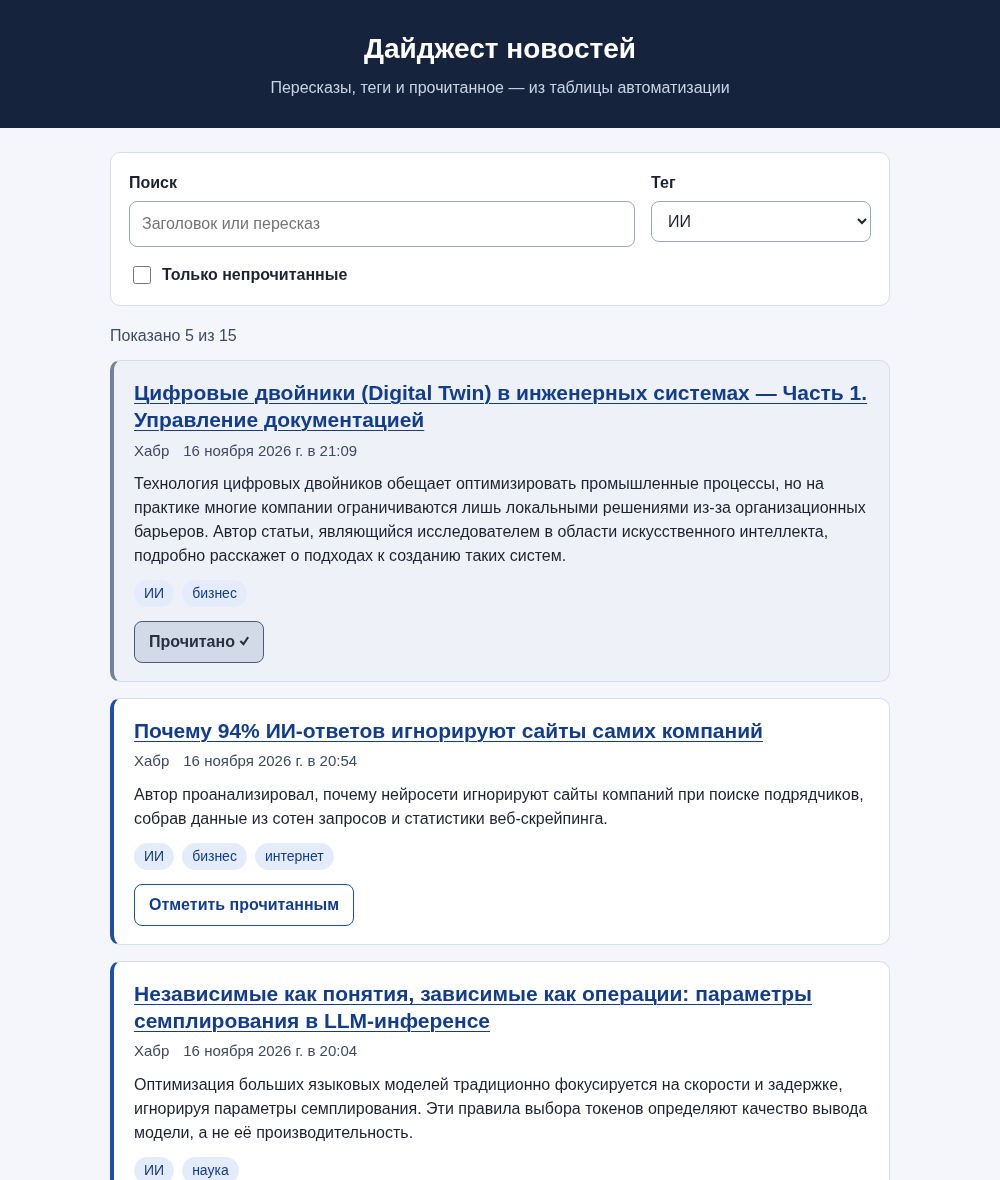 Дайджест новостей
Пересказы, теги и прочитанное — из таблицы автоматизации
Поиск
Тег
Заголовок или пересказ
ИИ
Только непрочитанные
Показано 5 из 15
Цифровые двойники (Digital Twin) в инженерных системах — Часть 1.
Управление документацией
Хабр 16 ноября 2026 г. в 21:09
Технология цифровых двойников обещает оптимизировать промышленные процессы, но на
практике многие компании ограничиваются лишь локальными решениями из-за организационных
барьеров. Автор статьи, являющийся исследователем в области искусственного интеллекта,
подробно расскажет о подходах к созданию таких систем.
ИИ бизнес
Прочитано ✓
Почему 94% ИИ-ответов игнорируют сайты самих компаний
Хабр 16 ноября 2026 г. в 20:54
Автор проанализировал, почему нейросети игнорируют сайты компаний при поиске подрядчиков,
собрав данные из сотен запросов и статистики веб-скрейпинга.
ИИ бизнес интернет
Отметить прочитанным
Независимые как понятия, зависимые как операции: параметры
семплирования в LLM-инференсе
Хабр 16 ноября 2026 г. в 20:04
Оптимизация больших языковых моделей традиционно фокусируется на скорости и задержке,
игнорируя параметры семплирования. Эти правила выбора токенов определяют качество вывода
модели, а не её производительность.
ИИ наука